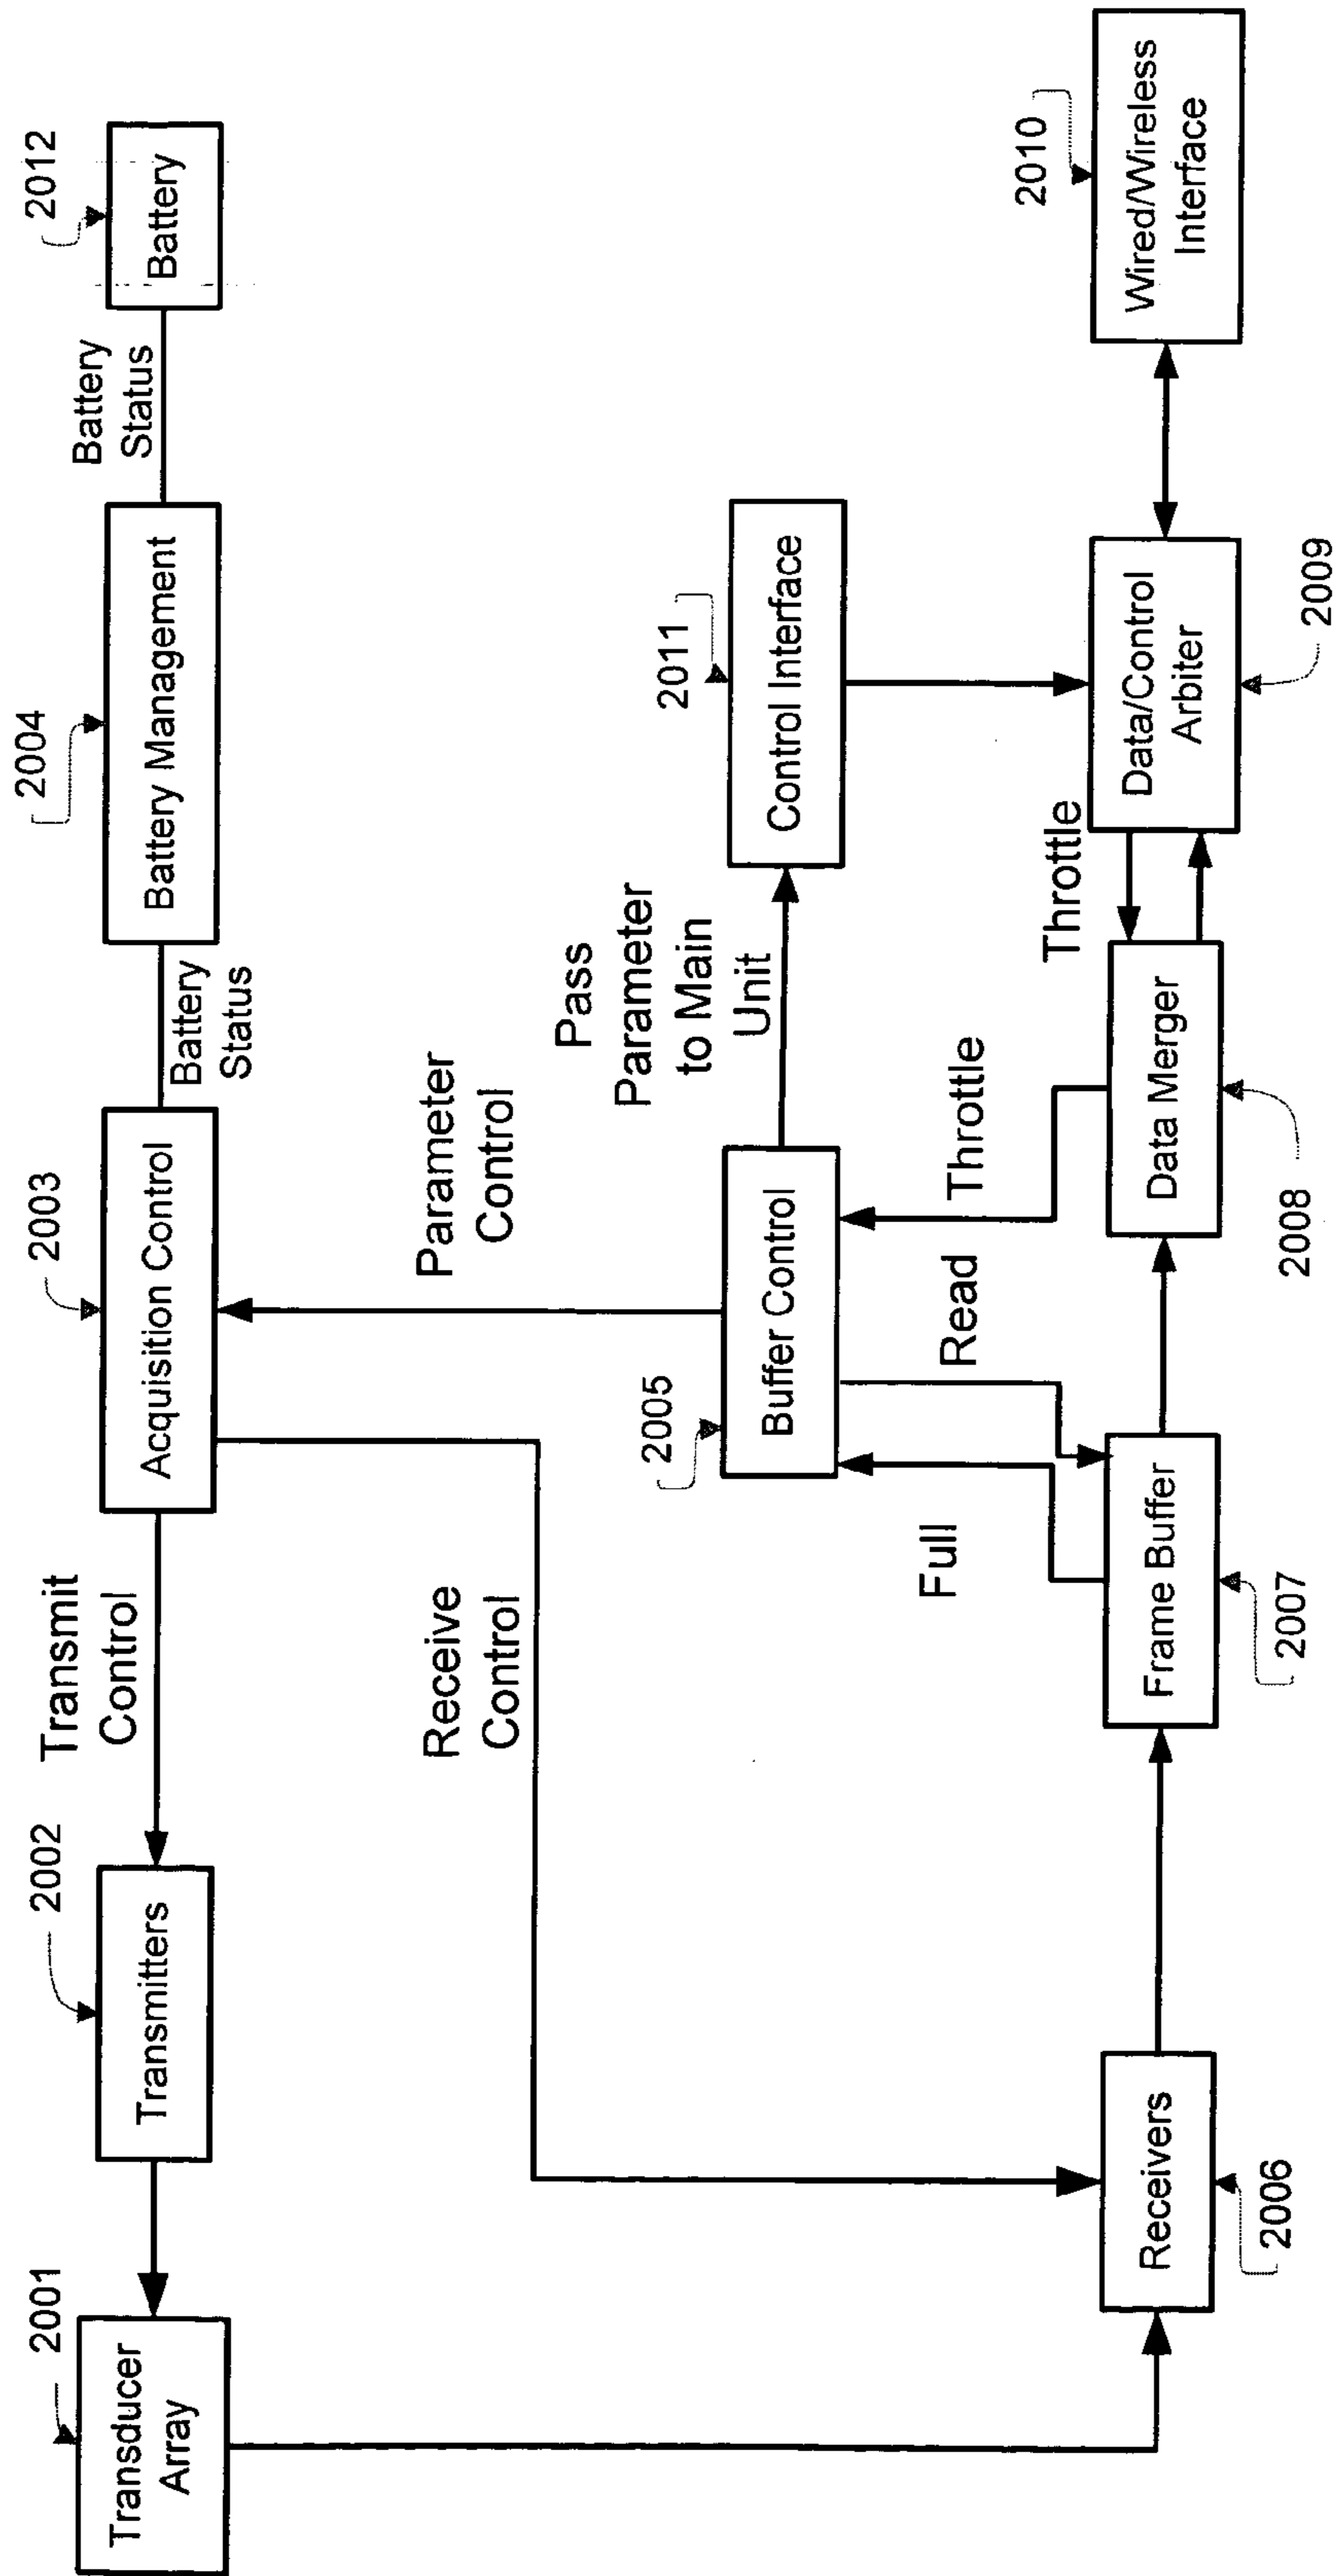 2001
Transducer
Array
2002
Transmitters
Transmit
Control
2003
Acquisition Control
Battery
Status
2004
Battery Management
Battery
Status
2012
Battery
Receive
Control
Parameter
Control
Pass
Parameter
to Main
Unit
2005
Buffer Control
2011
Control Interface
Full
Read
Throttle
Throttle
2010
Receivers
2006
Frame Buffer
2007
Data Merger
2008
Data/Control
Arbiter
2009
Wired/Wireless
Interface